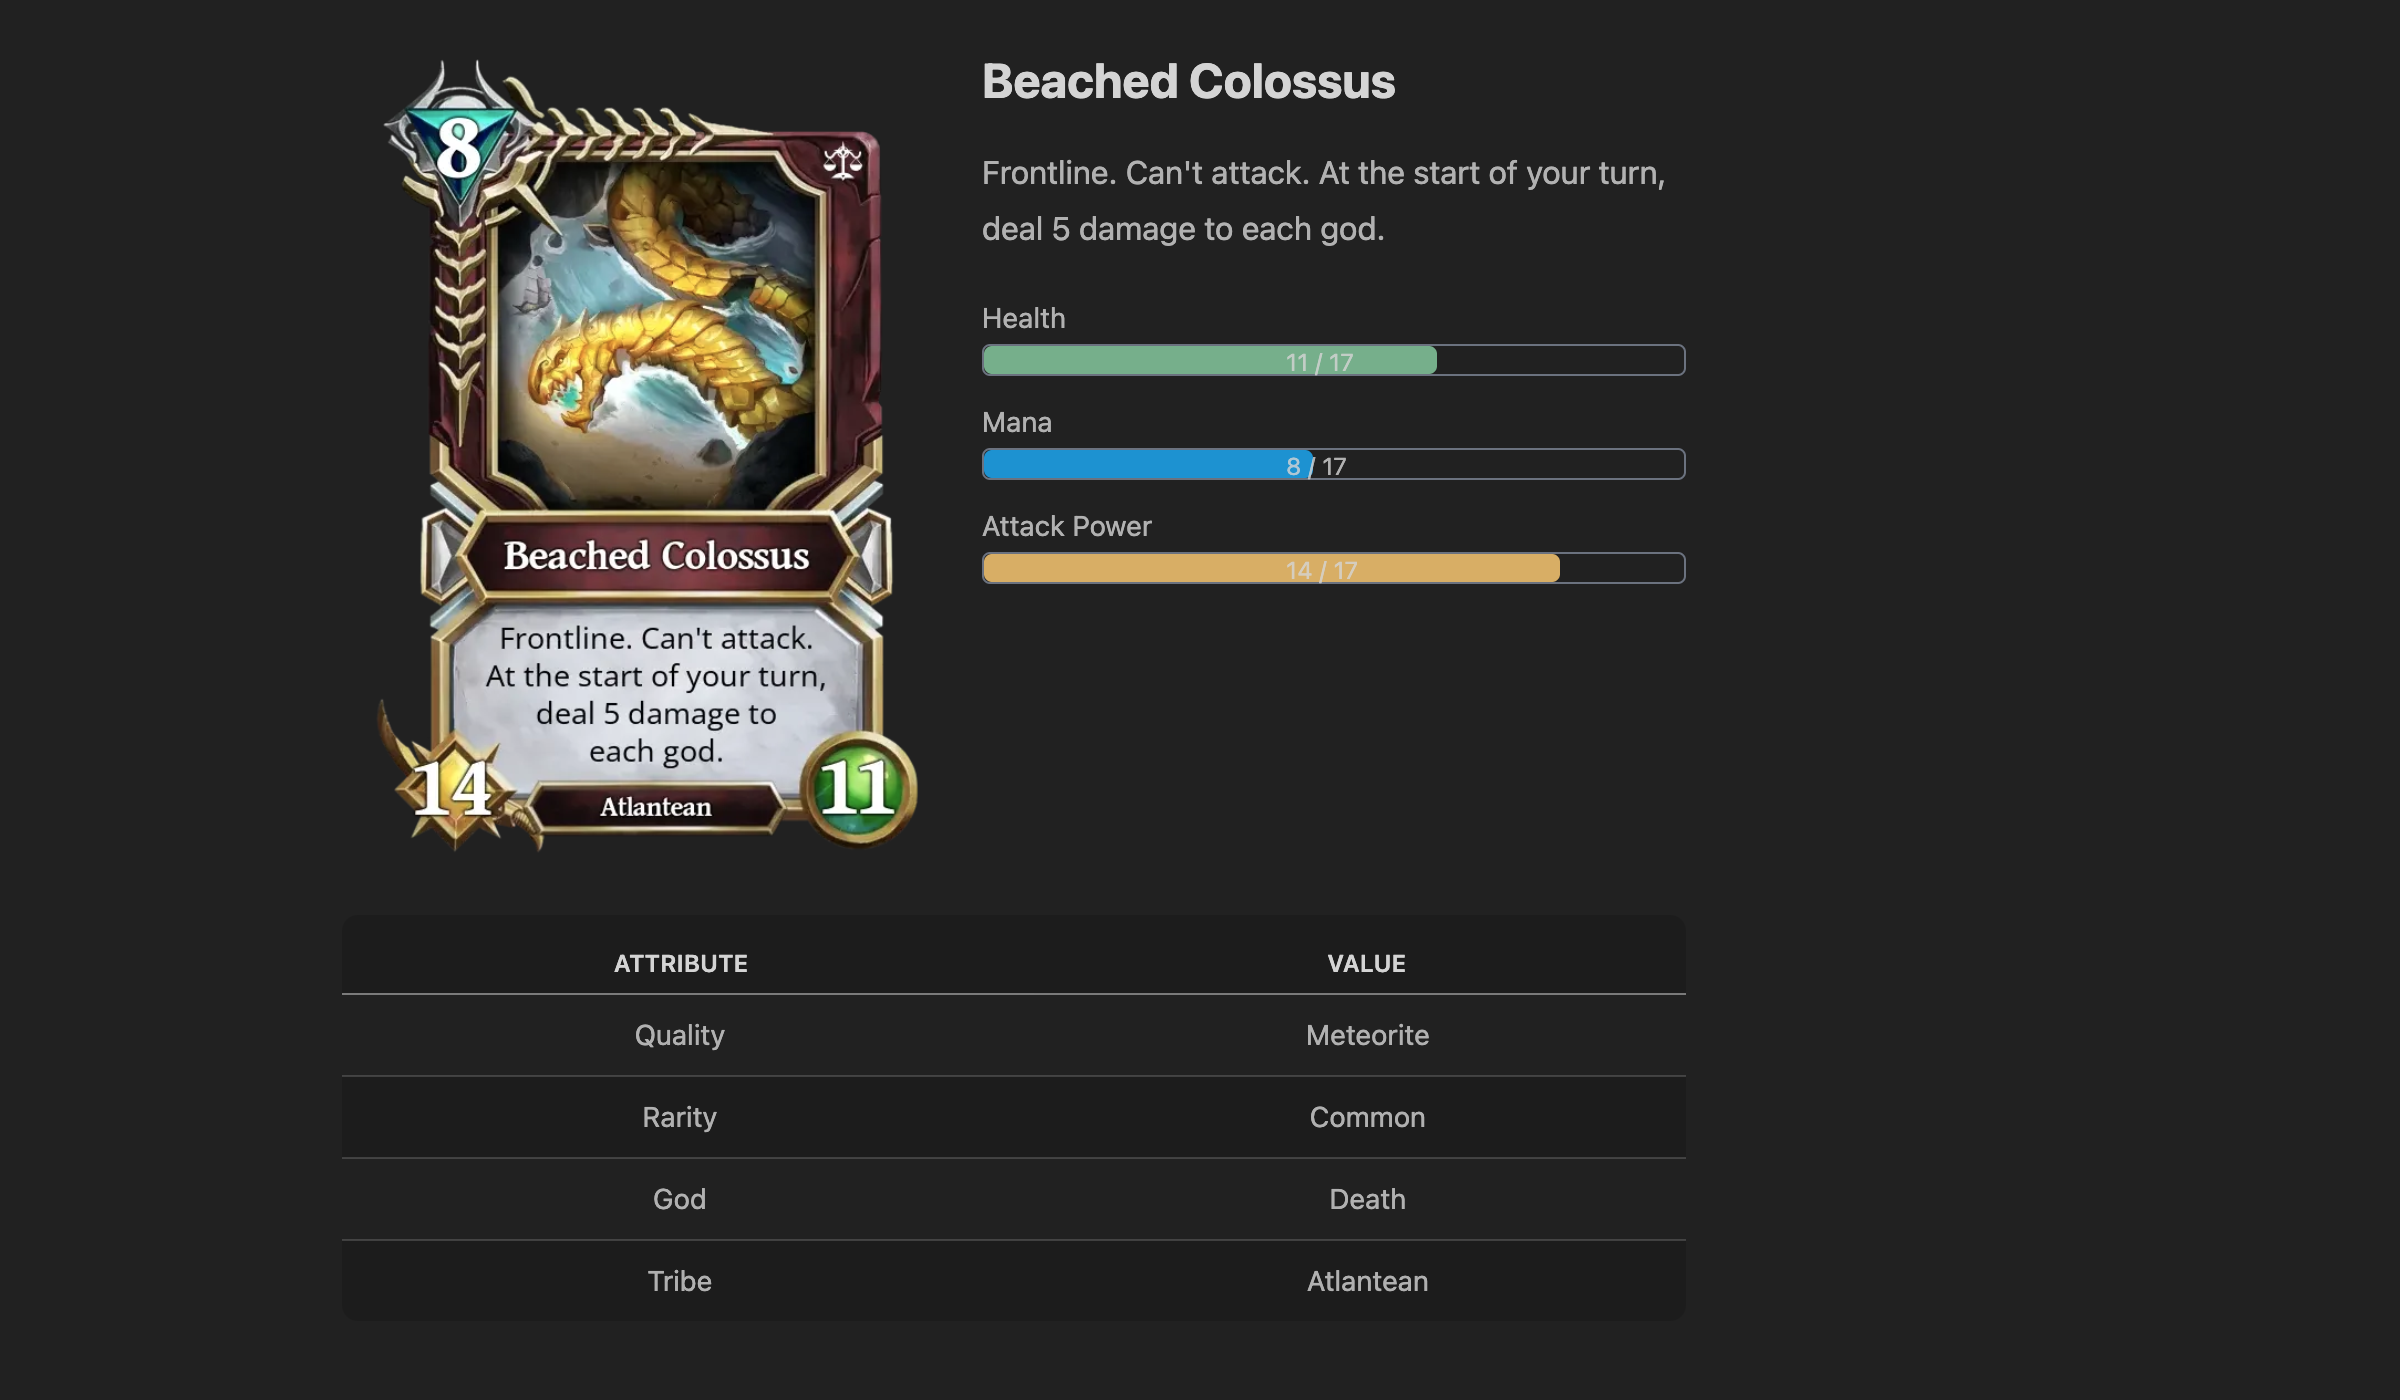 8
Beached Colossus
Frontline. Can't attack.
At the start of your turn,
deal 5 damage to
each god.
14
Atlantean
11
Beached Colossus
Frontline. Can't attack. At the start of your turn,
deal 5 damage to each god.
Health
11 / 17
Mana
8 / 17
Attack Power
14 / 17
ATTRIBUTE VALUE
Quality Meteorite
Rarity Common
God Death
Tribe Atlantean